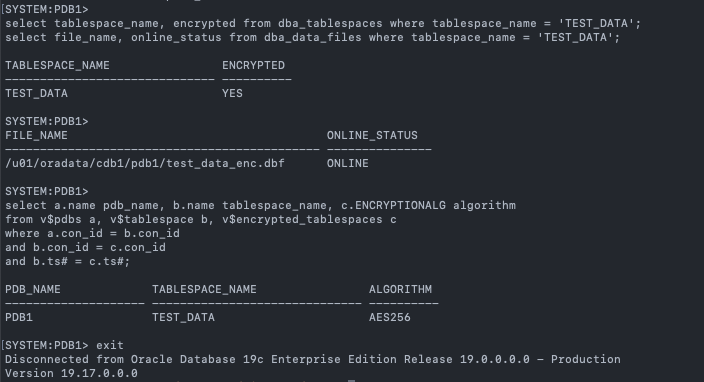 [SYSTEM:PDB1>
select tablespace_name, encrypted from dba_tablespaces where tablespace_name = 'TEST_DATA';
select file_name, online_status from dba_data_files where tablespace_name = 'TEST_DATA';
TABLESPACE_NAME ENCRYPTED
—————————————————————————————— ——————————
TEST_DATA YES
SYSTEM:PDB1>
FILE_NAME ONLINE_STATUS
————————————————————————————————————————————— ———————————————
/u01/oradata/cdb1/pdb1/test_data_enc.dbf ONLINE
SYSTEM:PDB1>
select a.name pdb_name, b.name tablespace_name, c.ENCRYPTIONALG algorithm
from v$pdbs a, v$tablespace b, v$encrypted_tablespaces c
where a.con_id = b.con_id
and b.con_id = c.con_id
and b.ts# = c.ts#;
PDB_NAME TABLESPACE_NAME ALGORITHM
———————————————————— —————————————————————————————— ——————————
PDB1 TEST_DATA AES256
[SYSTEM:PDB1> exit
Disconnected from Oracle Database 19c Enterprise Edition Release 19.0.0.0.0 – Production
Version 19.17.0.0.0